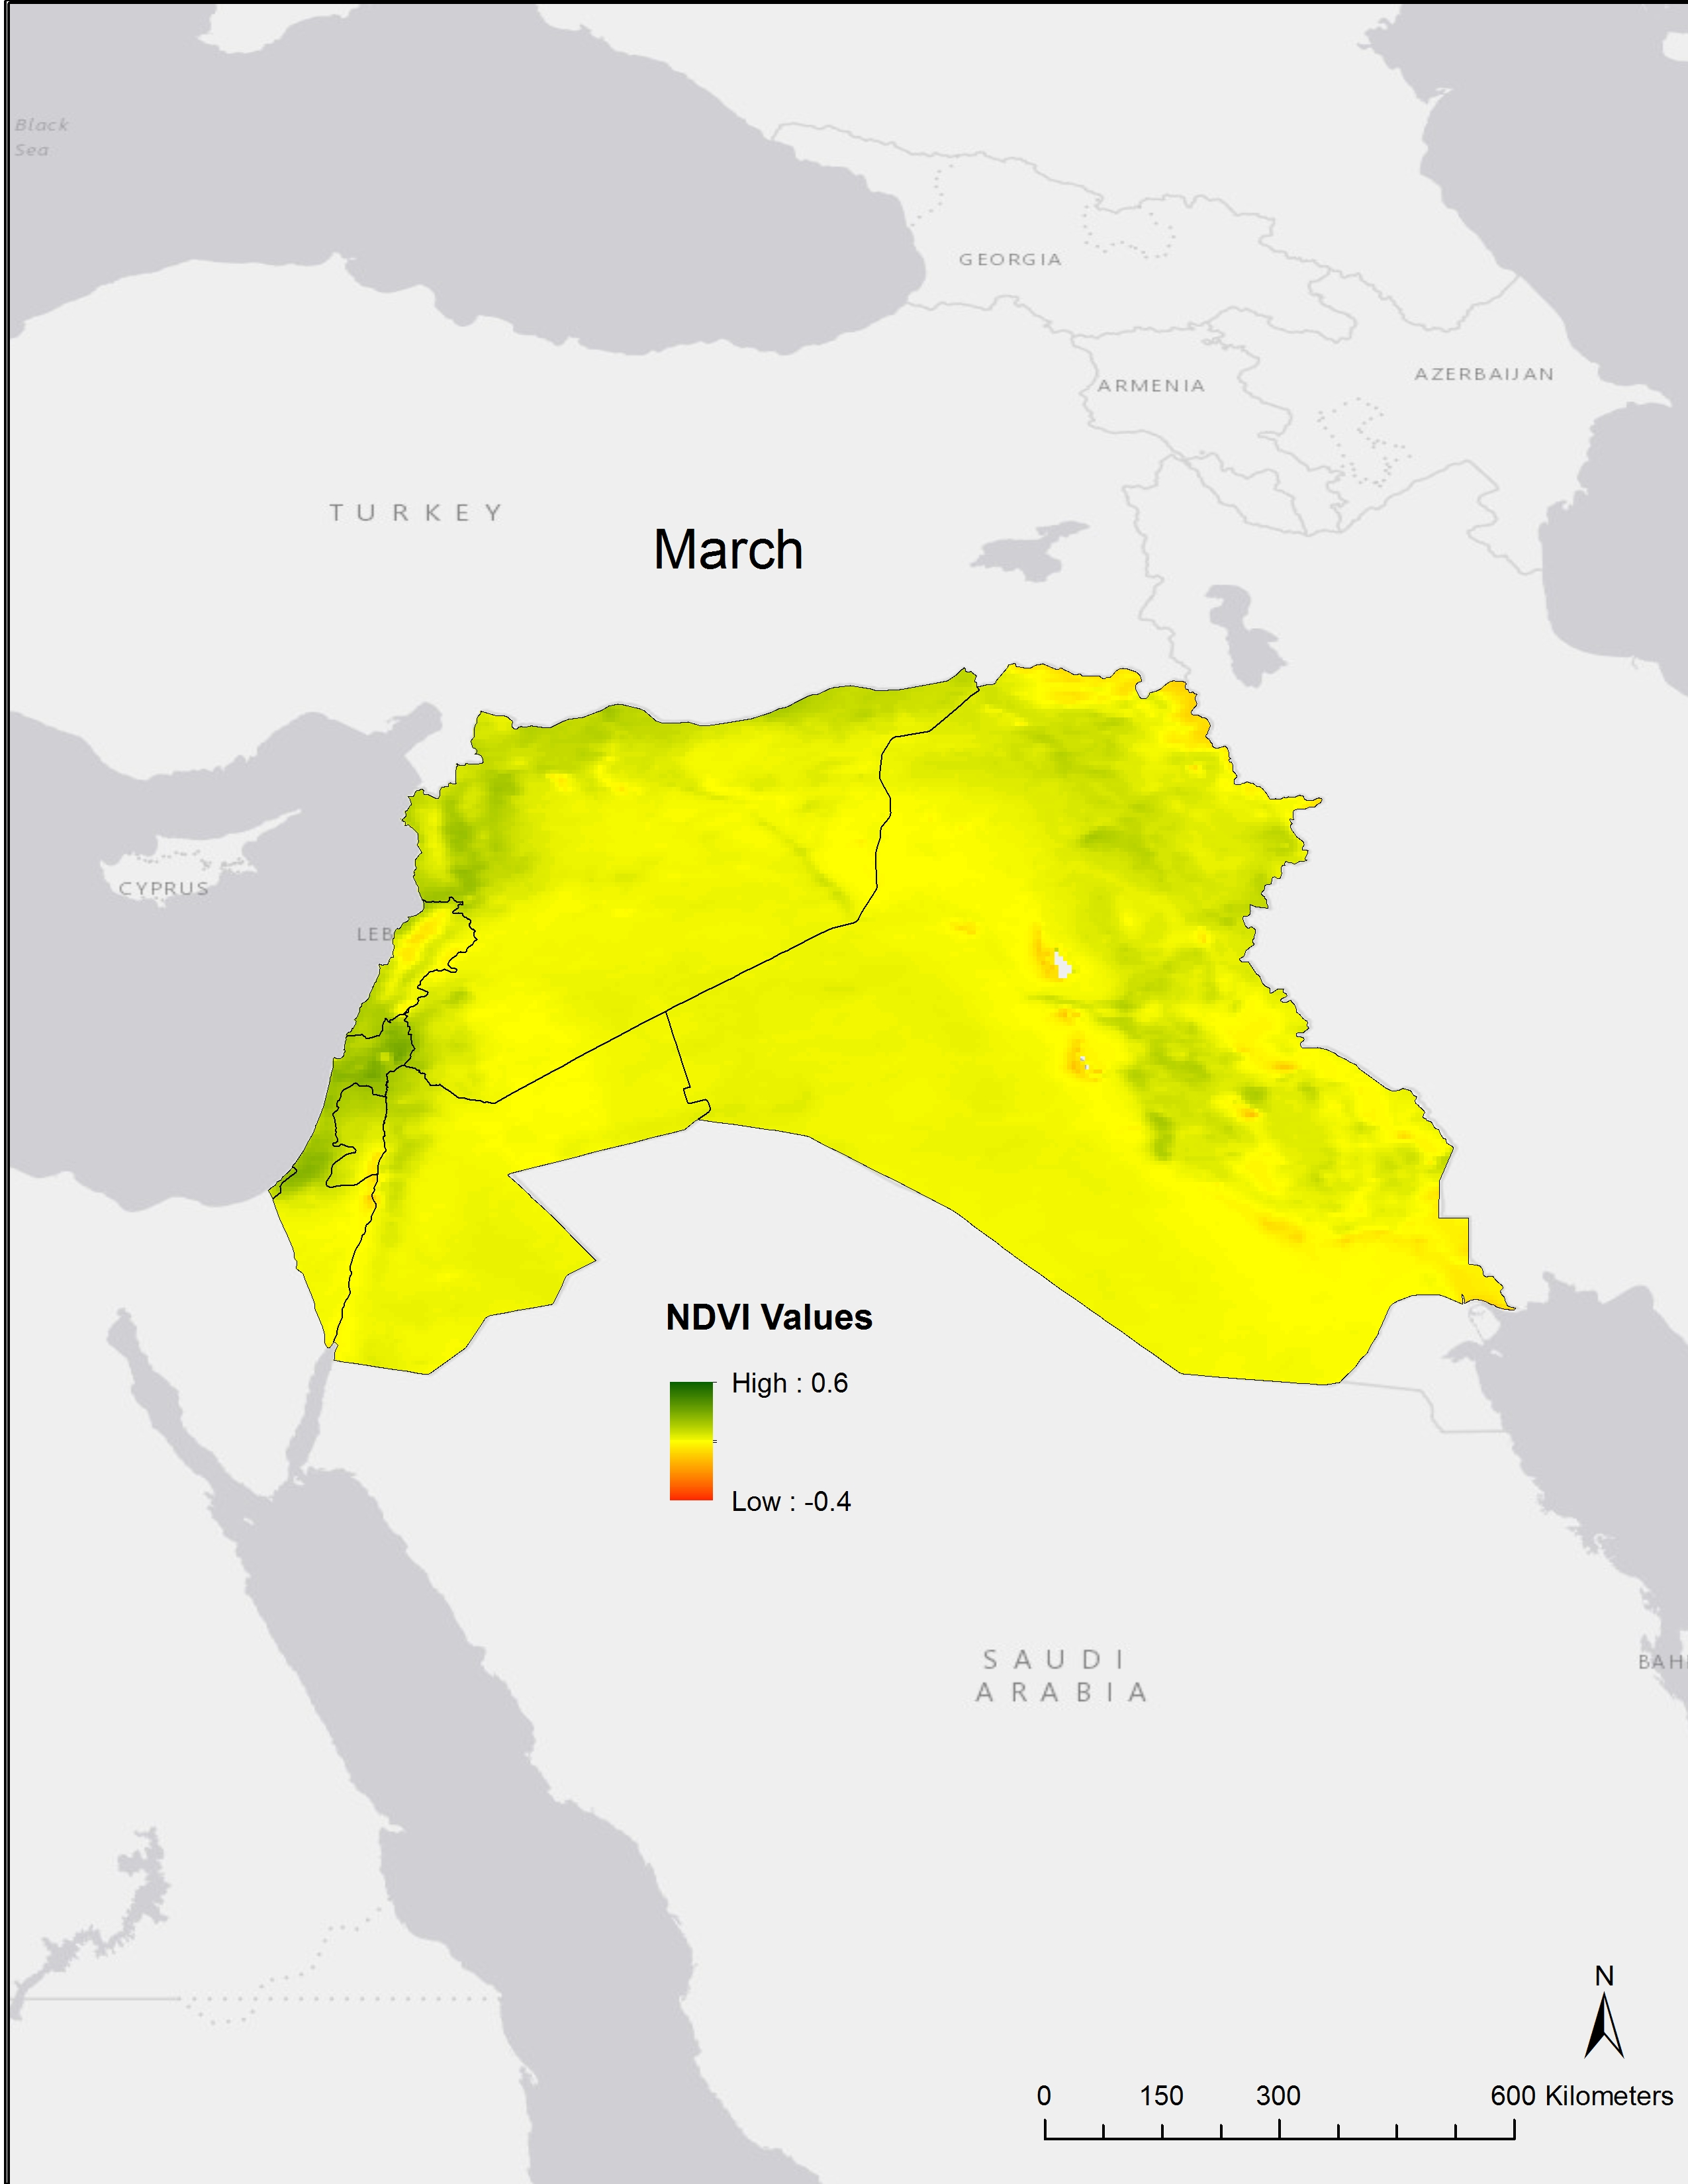 Black
Sea
GEORGIA
ARMENIA
AZERBAIJAN
TURKEY
March
CYPRUS
LEB
NDVI Values
High : 0.6
Low : -0.4
SAUDI
ARABIA
BAH
N
0 150 300 600 Kilometers